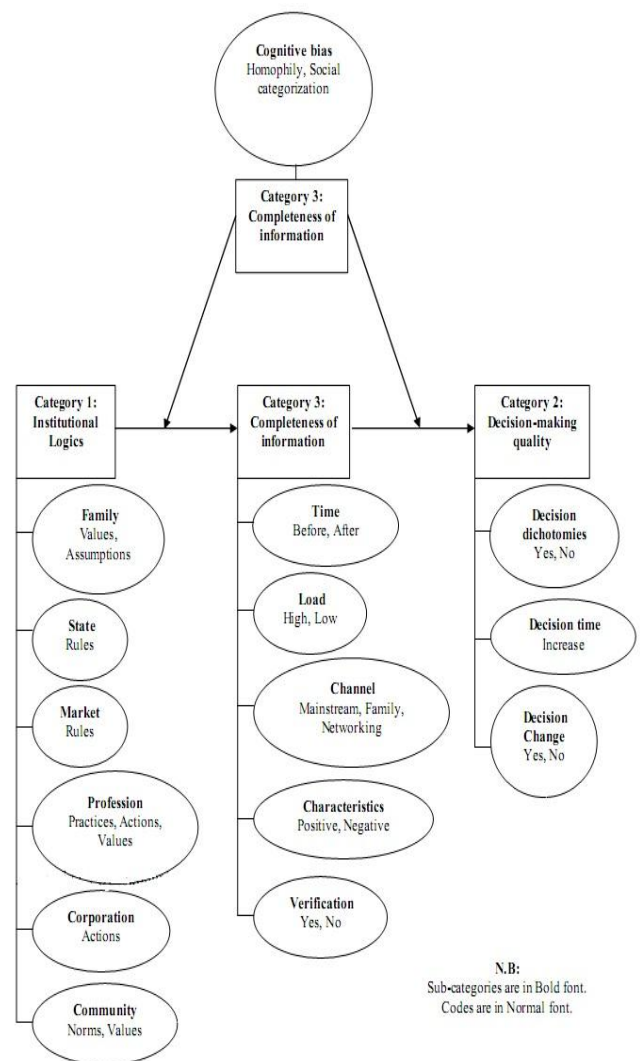 Cognitive bias
Homophily, Social
categorization
Category 3:
Completeness of
information
Category 1:
Institutional
Logics
Category 3:
Completeness of
information
Category 2:
Decision-making
quality
Family
Values,
Assumptions
State
Rules
Market
Rules
Profession
Practices, Actions,
Values
Corporation
Actions
Community
Norms, Values
Time
Before, After
Load
High, Low
Channel
Mainstream, Family,
Networking
Characteristics
Positive, Negative
Verification
Yes, No
Decision
dichotomies
Yes, No
Decision time
Increase
Decision
Change
Yes, No
N.B:
Sub-categories are in Bold font.
Codes are in Normal font.